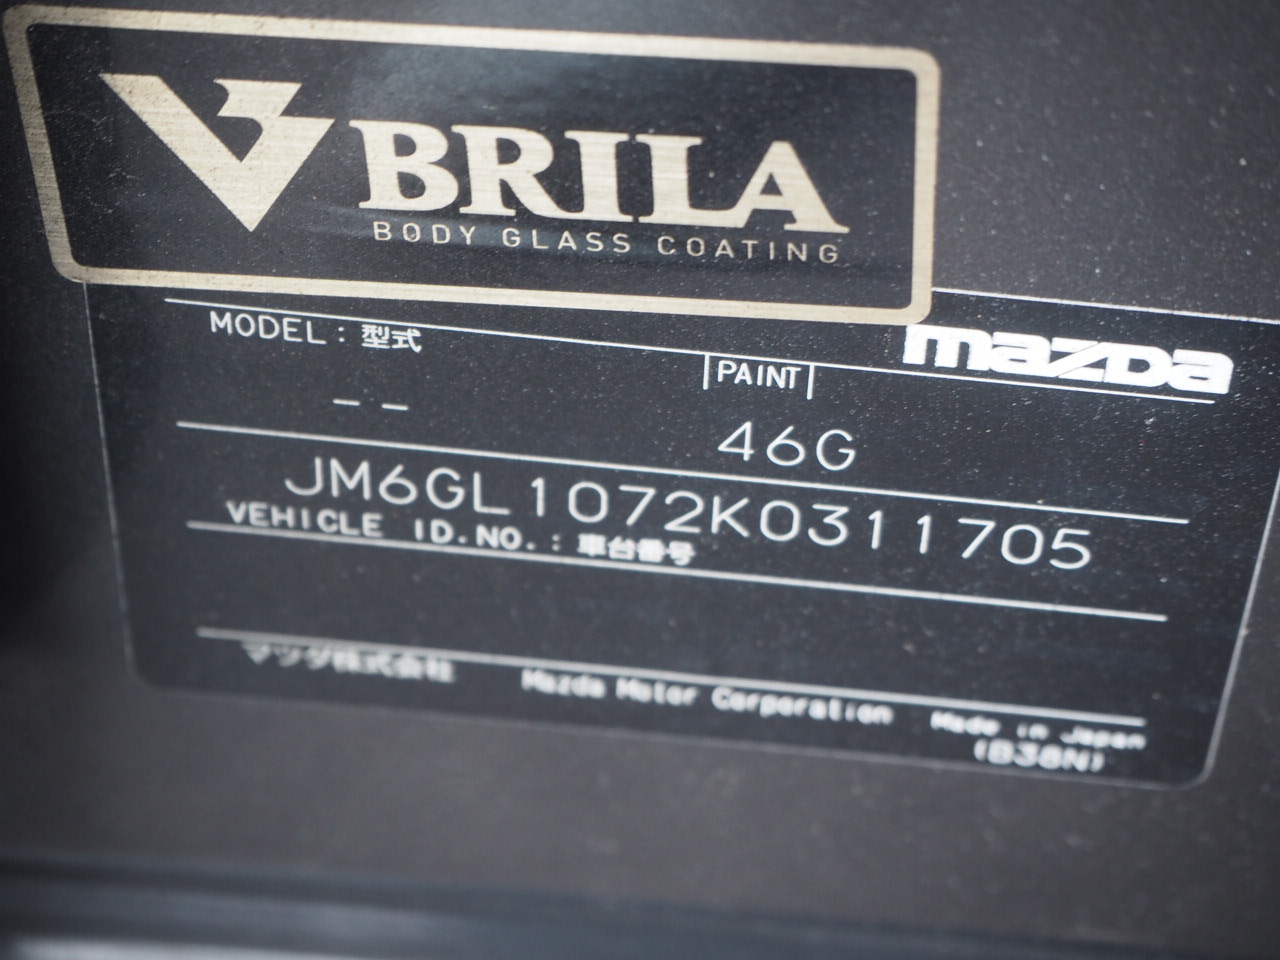 BRILA
BODY GLASS COATING
mazda
MODEL : 型式
PAINT
-- 46G
JM6GL1072K0311705
VEHICLE ID.NO.: 車台番号
マツダ株式会社 Mazda Motor Corporation Made in Japan
(B38N)